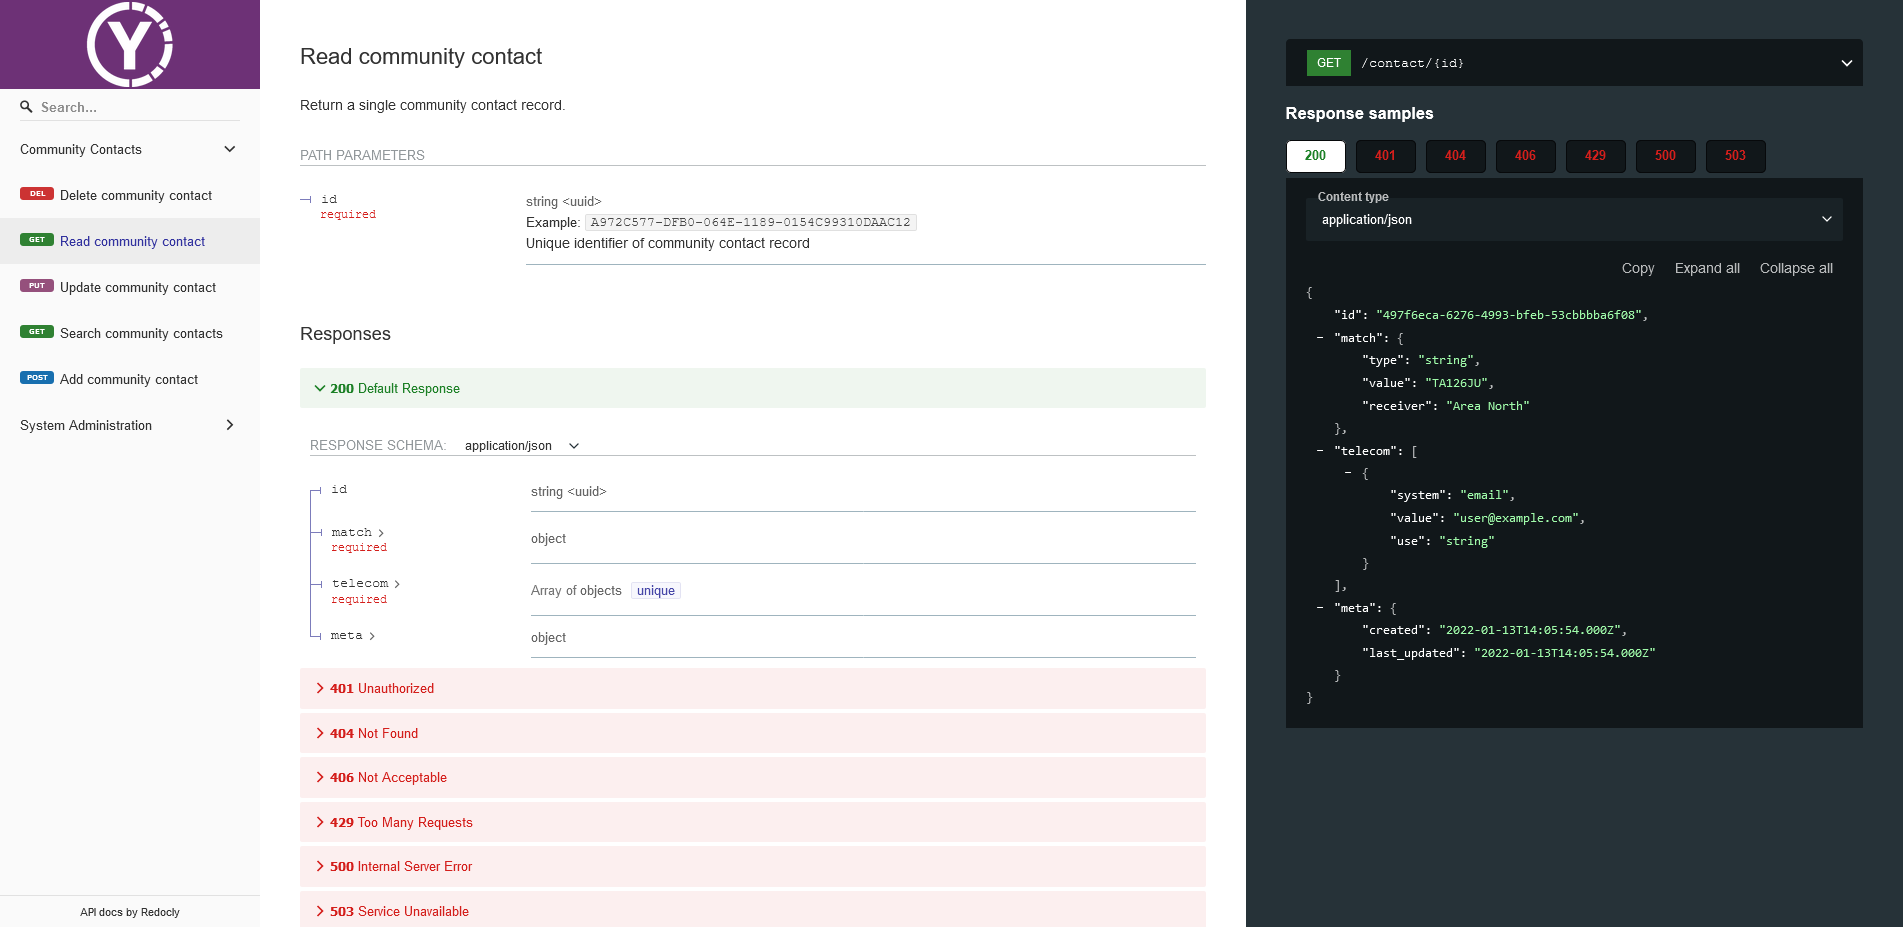 Y
Search...
Community Contacts
DEL Delete community contact
GET Read community contact
PUT Update community contact
GET Search community contacts
POST Add community contact
System Administration
API docs by Redocly
Read community contact
Return a single community contact record.
PATH PARAMETERS
id
required
string <uuid>
Example: A972C577-DFB0-064E-1189-0154C99310DAAC12
Unique identifier of community contact record
Responses
200 Default Response
RESPONSE SCHEMA: application/json
id
string <uuid>
match
required
object
telecom
required
Array of objects unique
meta
object
401 Unauthorized
404 Not Found
406 Not Acceptable
429 Too Many Requests
500 Internal Server Error
503 Service Unavailable
GET /contact/{id}
Response samples
200 401 404 406 429 500 503
Content type
application/json
Copy Expand all Collapse all
{
"id": "497f6eca-6276-4993-bfeb-53cbbbba6f08",
− "match": {
"type": "string",
"value": "TA126JU",
"receiver": "Area North"
},
− "telecom": [
− {
"system": "email",
"value": "user@example.com",
"use": "string"
}
],
− "meta": {
"created": "2022-01-13T14:05:54.000Z",
"last_updated": "2022-01-13T14:05:54.000Z"
}
}